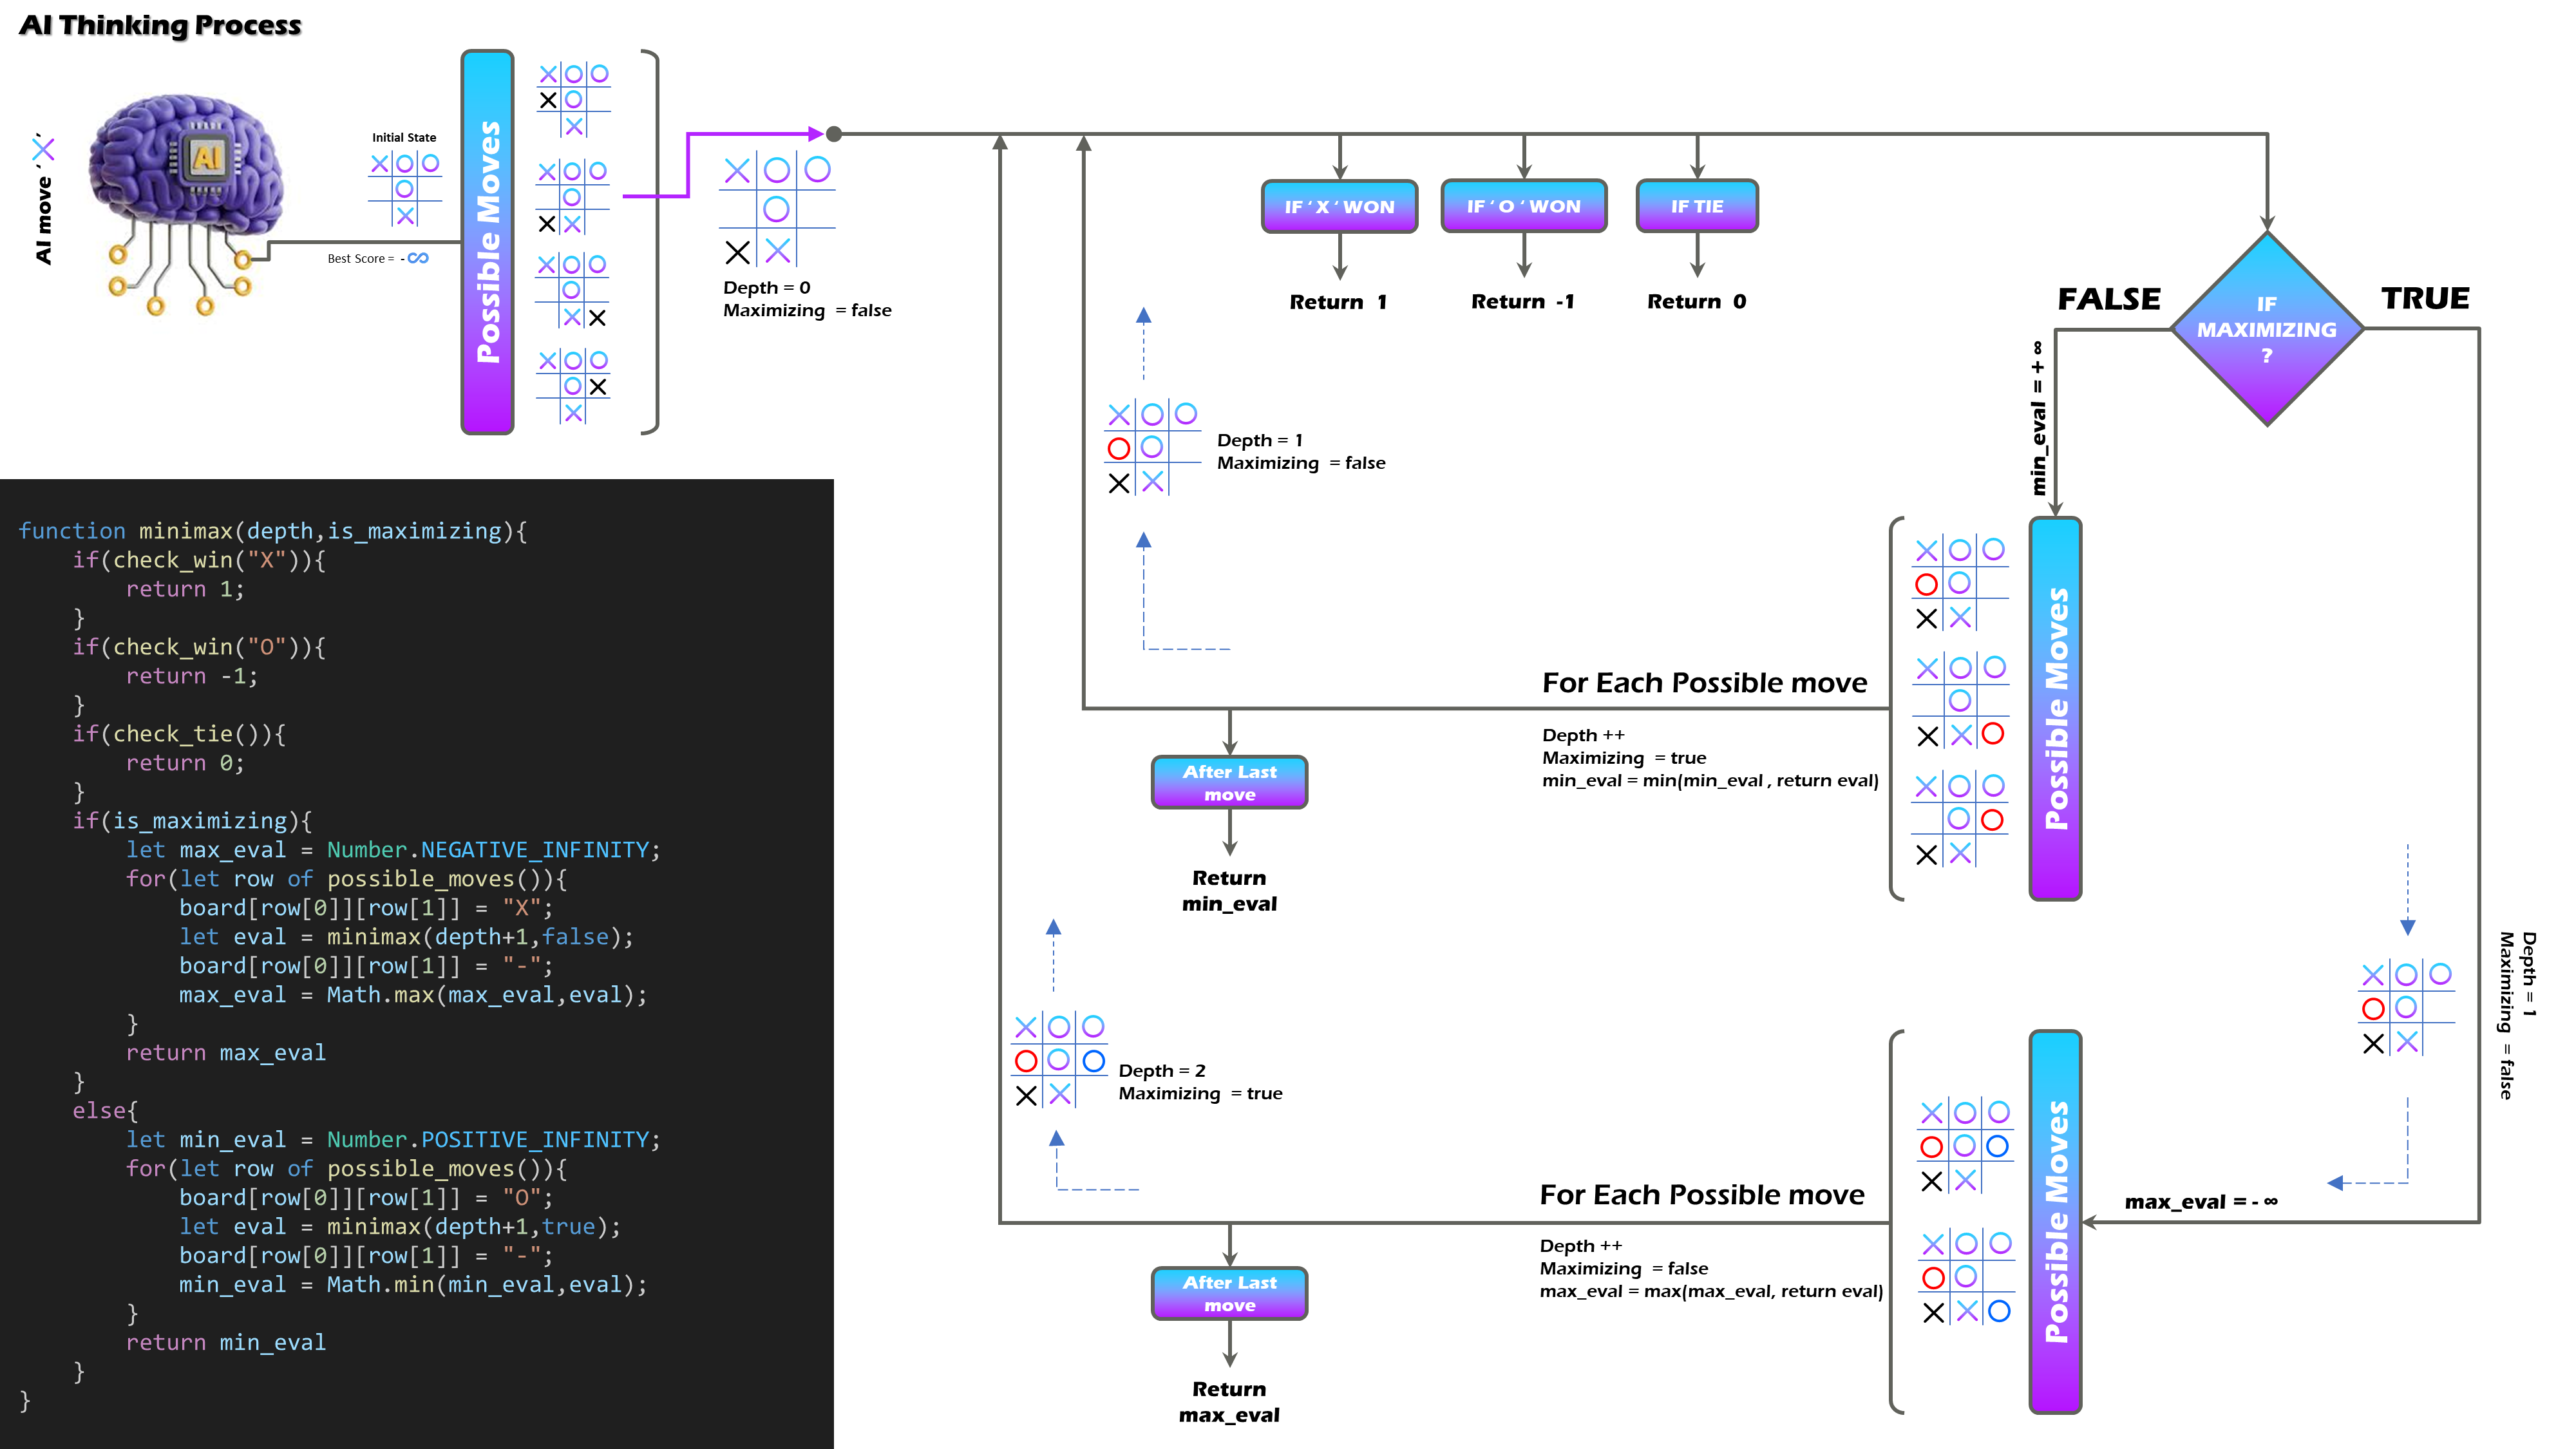 AI Thinking Process
AI move ‘ X ’
AI
Initial State
Best Score = - ∞
Possible Moves
Depth = 0
Maximizing = false
IF ‘ X ‘ WON
IF ‘ O ‘ WON
IF TIE
Return 1
Return -1
Return 0
FALSE
TRUE
IF
MAXIMIZING
?
min_eval = + ∞
Depth = 1
Maximizing = false
Possible Moves
For Each Possible move
Depth ++
Maximizing = true
min_eval = min(min_eval , return eval)
After Last
move
Return
min_eval
Depth = 1
Maximizing = false
Depth = 2
Maximizing = true
max_eval = - ∞
Possible Moves
For Each Possible move
Depth ++
Maximizing = false
max_eval = max(max_eval, return eval)
After Last
move
Return
max_eval
function minimax(depth,is_maximizing){
if(check_win("X")){
return 1;
}
if(check_win("O")){
return -1;
}
if(check_tie()){
return 0;
}
if(is_maximizing){
let max_eval = Number.NEGATIVE_INFINITY;
for(let row of possible_moves()){
board[row[0]][row[1]] = "X";
let eval = minimax(depth+1,false);
board[row[0]][row[1]] = "-";
max_eval = Math.max(max_eval,eval);
}
return max_eval
}
else{
let min_eval = Number.POSITIVE_INFINITY;
for(let row of possible_moves()){
board[row[0]][row[1]] = "O";
let eval = minimax(depth+1,true);
board[row[0]][row[1]] = "-";
min_eval = Math.min(min_eval,eval);
}
return min_eval
}
}